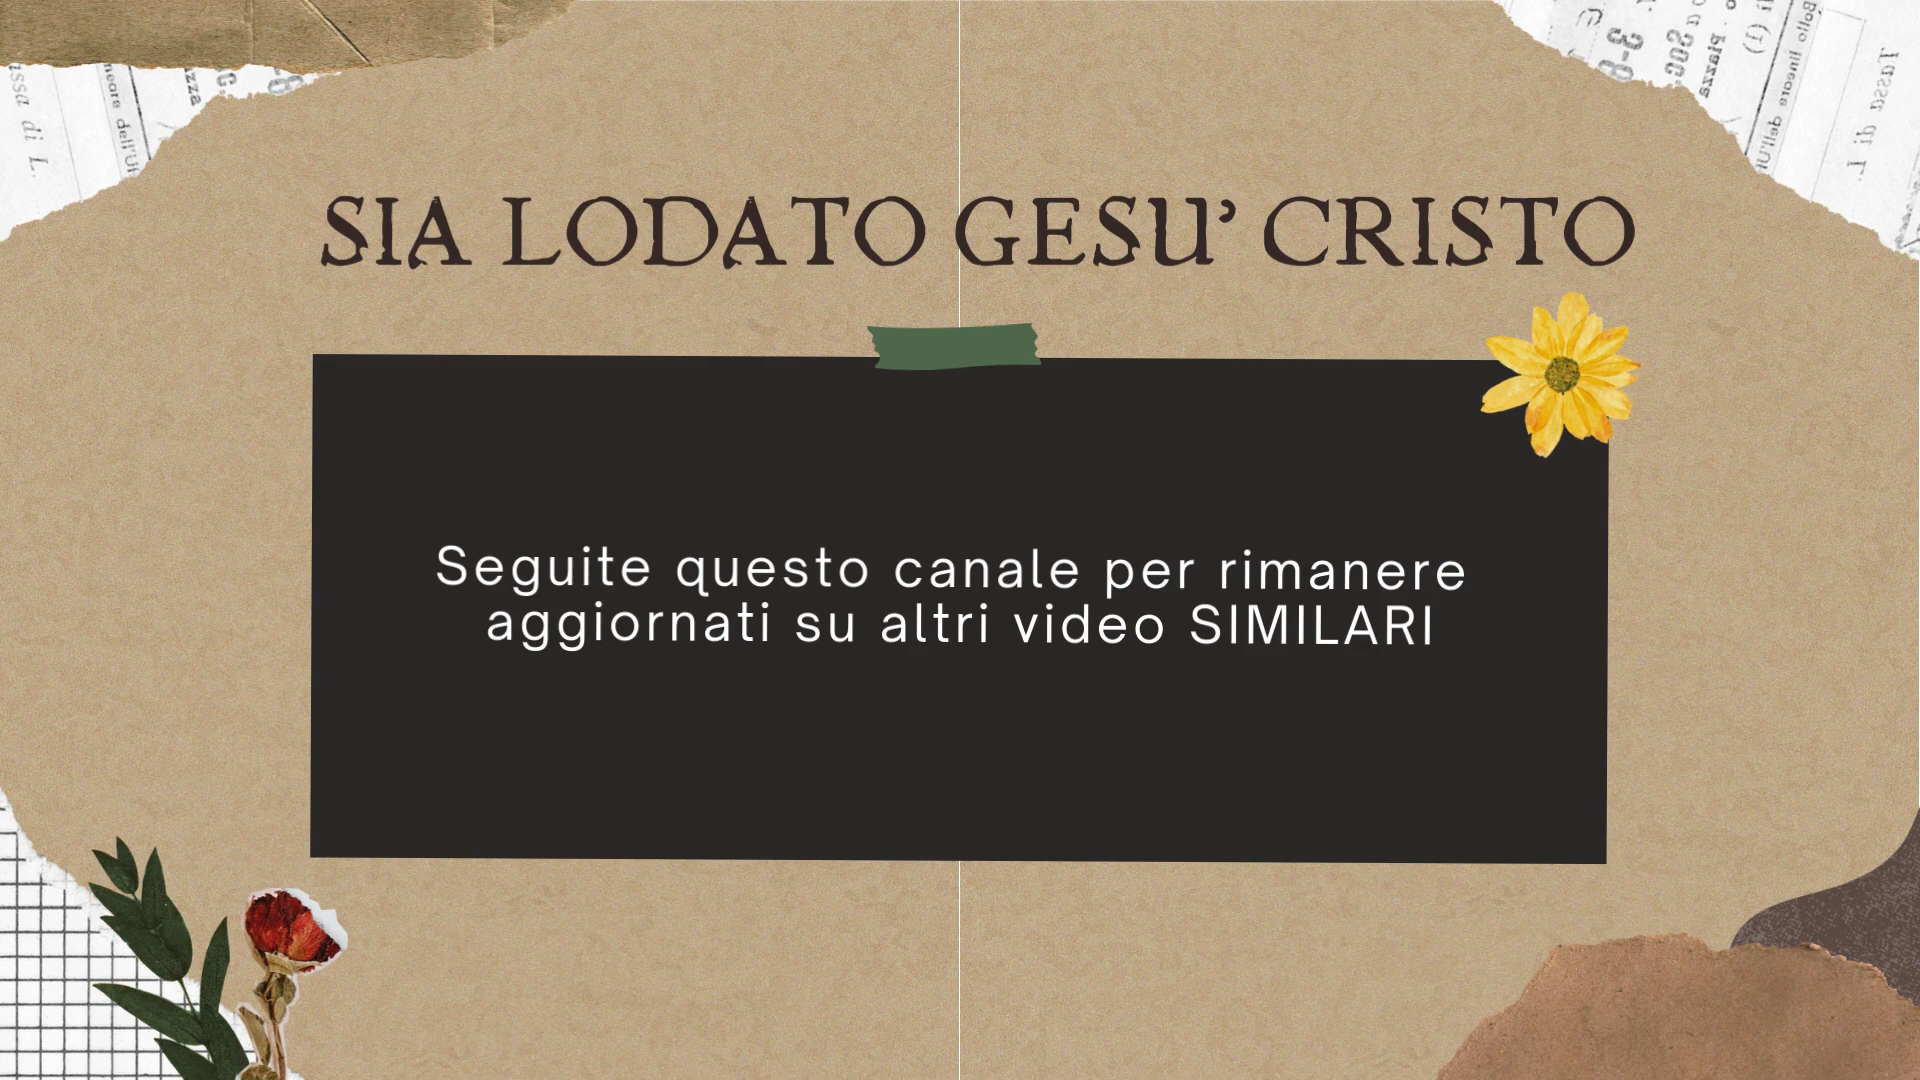 SIA LODATO GESU’ CRISTO
Seguite questo canale per rimanere
aggiornati su altri video SIMILARI